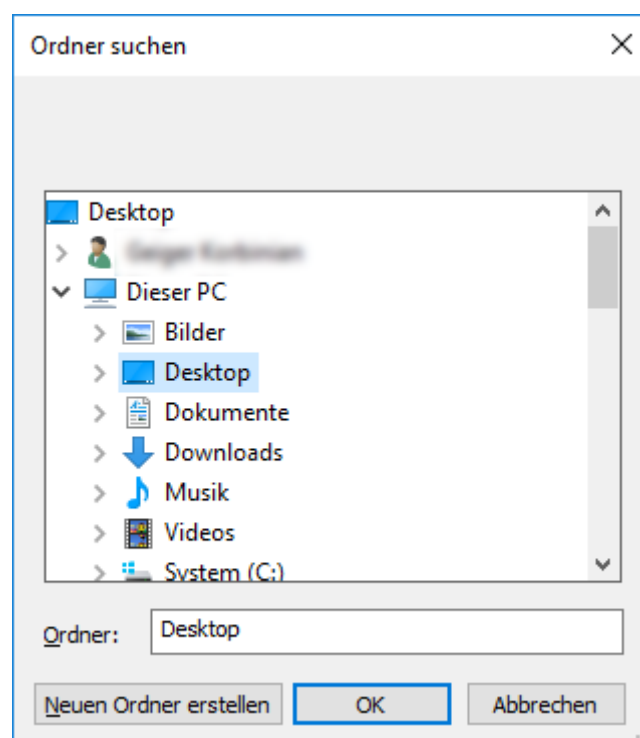 Ordner suchen
Desktop
Dieser PC
Bilder
Desktop
Dokumente
Downloads
Musik
Videos
System (C:)
Ordner: Desktop
Neuen Ordner erstellen OK Abbrechen